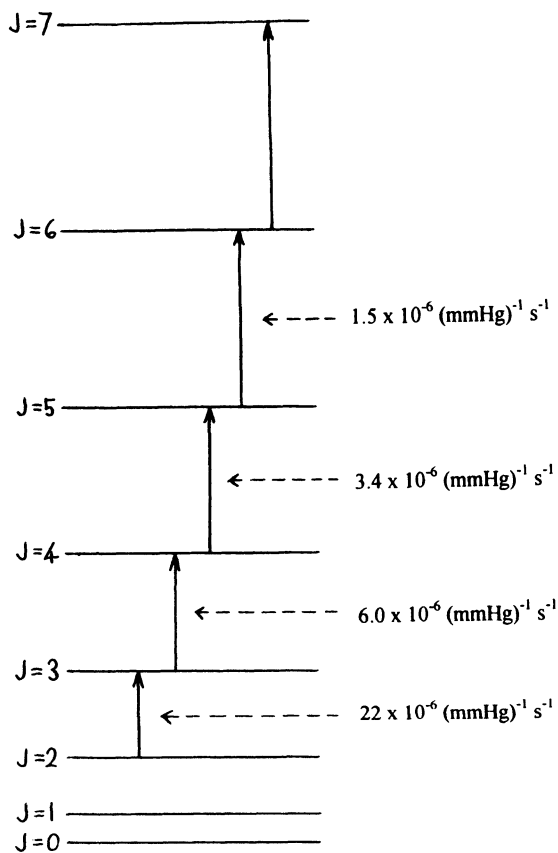 J=7
J=6
1.5 x 10⁻⁶ (mmHg)⁻¹ s⁻¹
J=5
3.4 x 10⁻⁶ (mmHg)⁻¹ s⁻¹
J=4
6.0 x 10⁻⁶ (mmHg)⁻¹ s⁻¹
J=3
22 x 10⁻⁶ (mmHg)⁻¹ s⁻¹
J=2
J=1
J=0